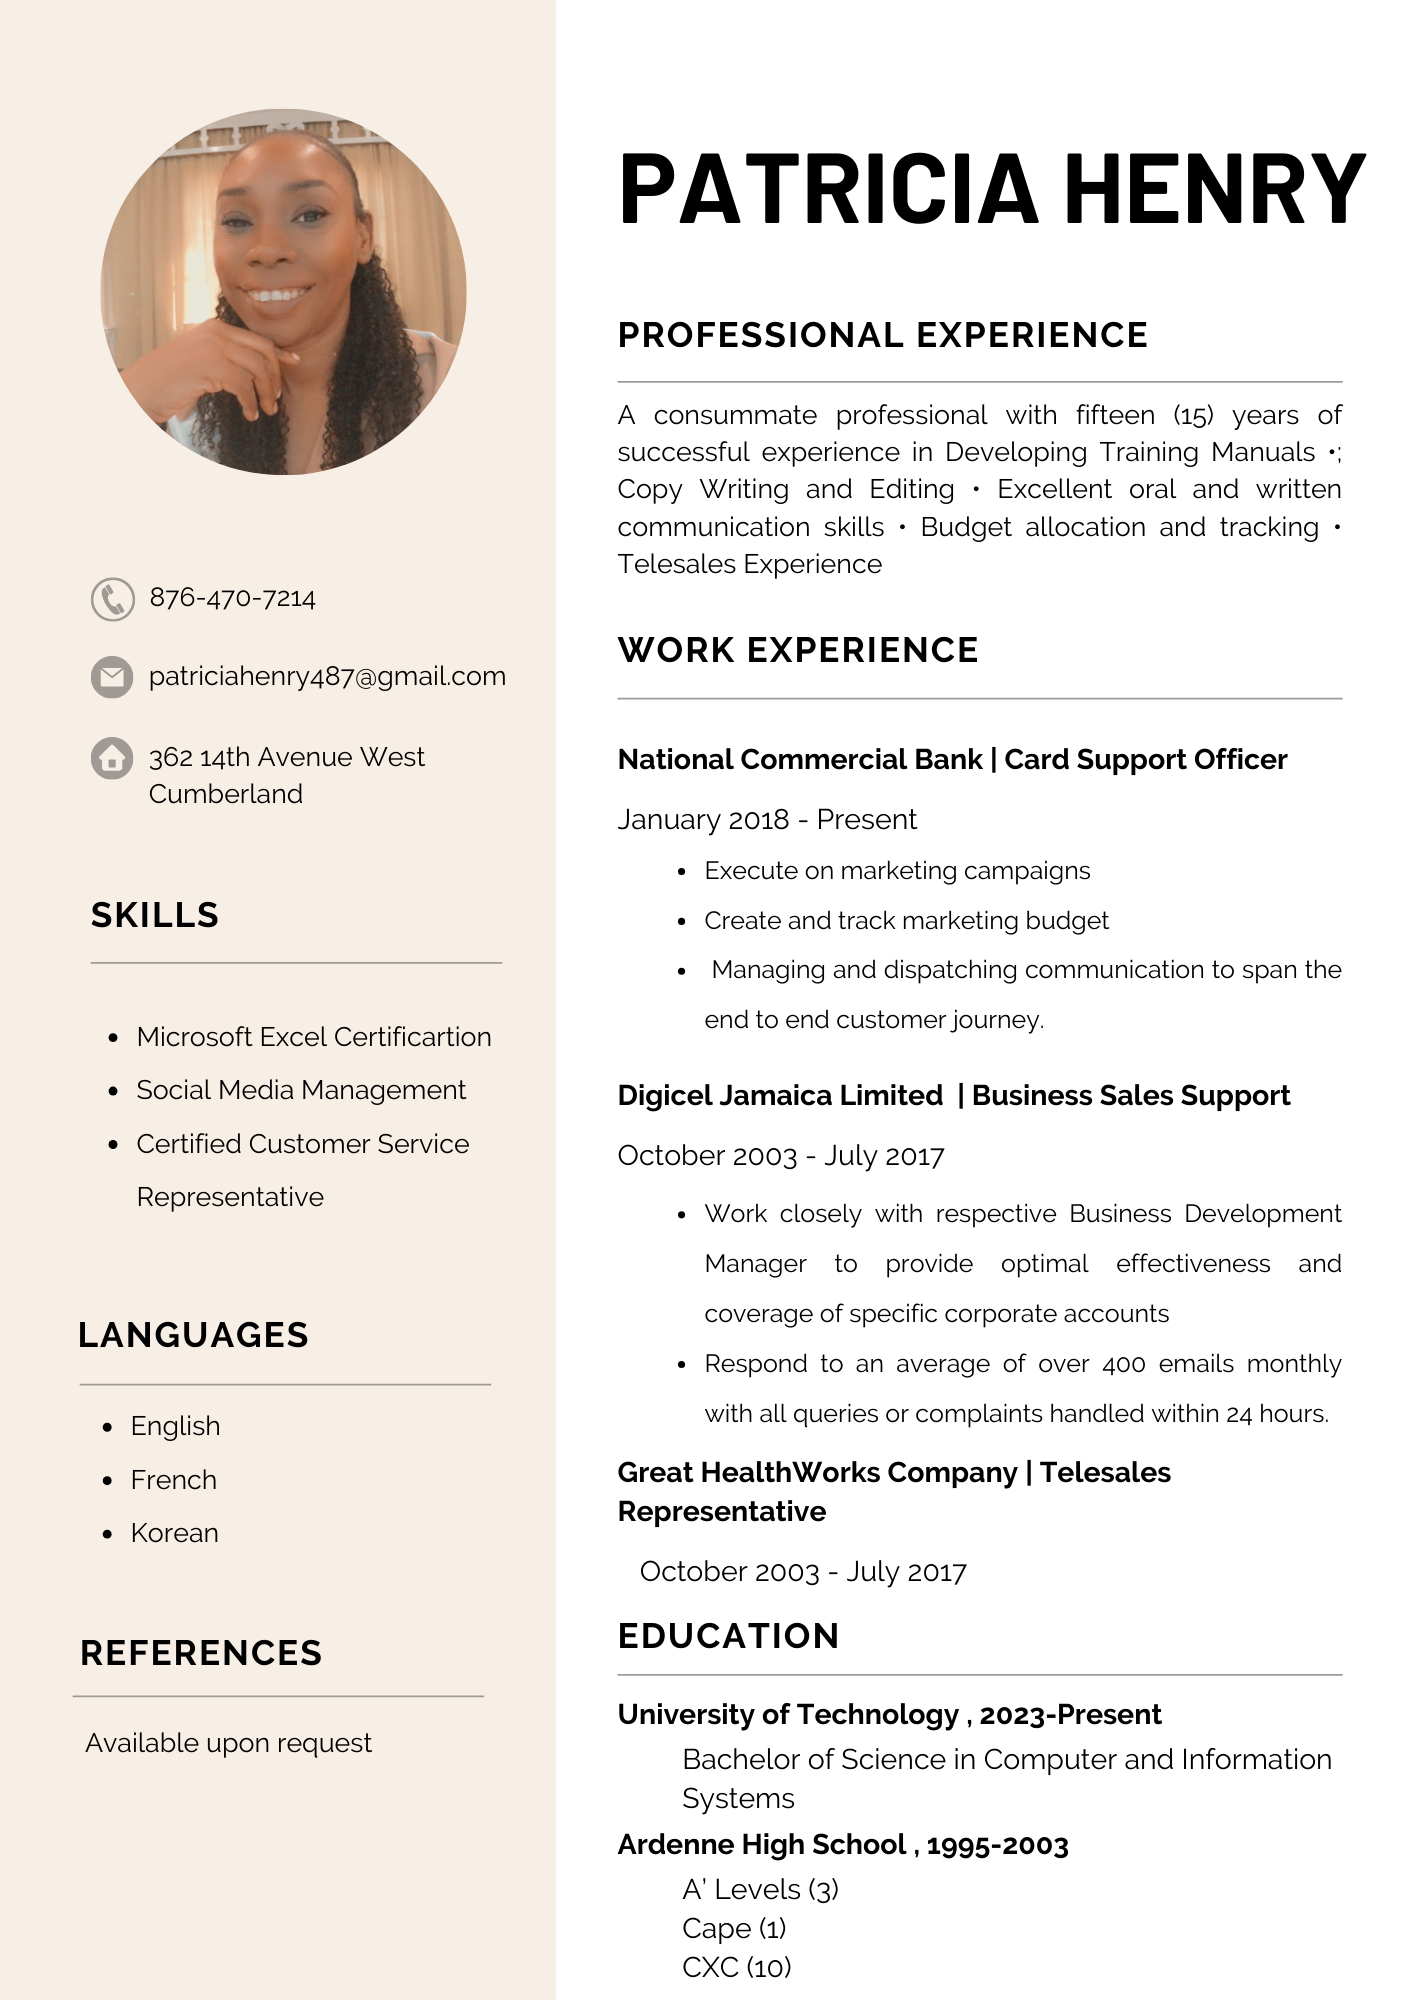 PATRICIA HENRY
876-470-7214
patriciahenry487@gmail.com
362 14th Avenue West
Cumberland
SKILLS
• Microsoft Excel Certificartion
• Social Media Management
• Certified Customer Service
Representative
LANGUAGES
• English
• French
• Korean
REFERENCES
Available upon request
PROFESSIONAL EXPERIENCE
A consummate professional with fifteen (15) years of
successful experience in Developing Training Manuals •;
Copy Writing and Editing • Excellent oral and written
communication skills • Budget allocation and tracking •
Telesales Experience
WORK EXPERIENCE
National Commercial Bank | Card Support Officer
January 2018 - Present
• Execute on marketing campaigns
• Create and track marketing budget
• Managing and dispatching communication to span the
end to end customer journey.
Digicel Jamaica Limited | Business Sales Support
October 2003 - July 2017
• Work closely with respective Business Development
Manager to provide optimal effectiveness and
coverage of specific corporate accounts
• Respond to an average of over 400 emails monthly
with all queries or complaints handled within 24 hours.
Great HealthWorks Company | Telesales
Representative
October 2003 - July 2017
EDUCATION
University of Technology , 2023-Present
Bachelor of Science in Computer and Information
Systems
Ardenne High School , 1995-2003
A’ Levels (3)
Cape (1)
CXC (10)